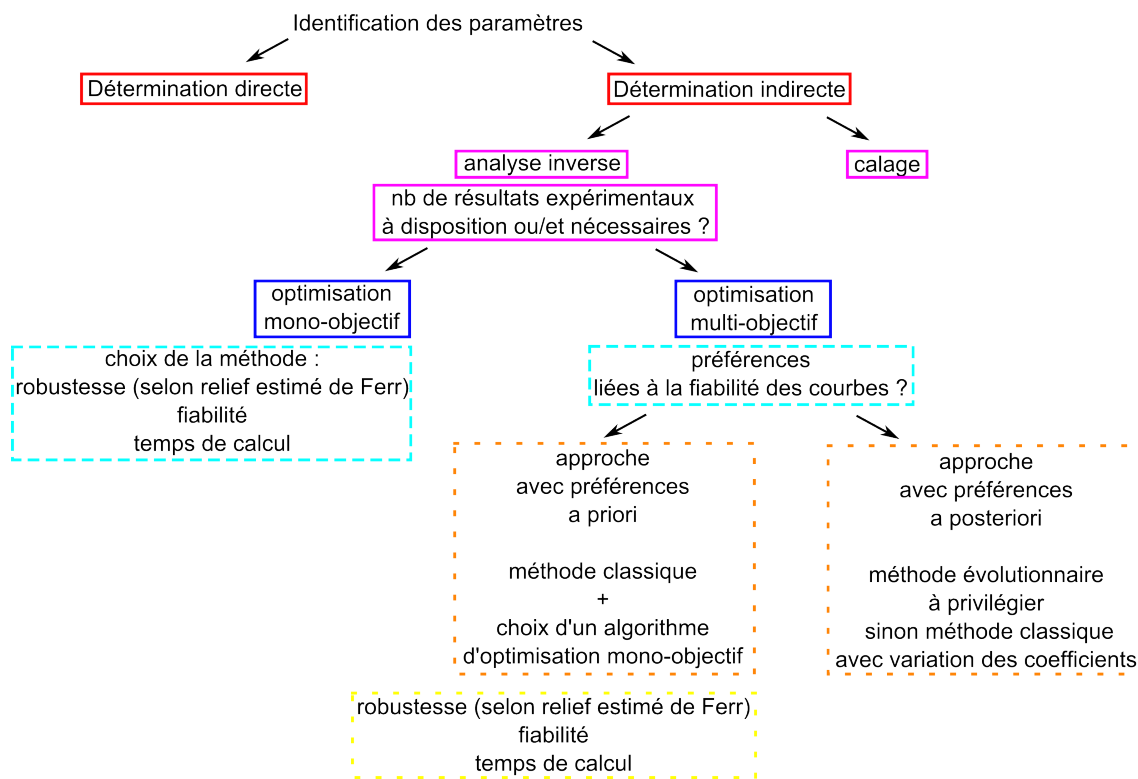 Identification des paramètres
Détermination directe
Détermination indirecte
analyse inverse
calage
nb de résultats expérimentaux
à disposition ou/et nécessaires ?
optimisation
mono-objectif
optimisation
multi-objectif
choix de la méthode :
robustesse (selon relief estimé de Ferr)
fiabilité
temps de calcul
préférences
liées à la fiabilité des courbes ?
approche
avec préférences
a priori
méthode classique
+
choix d'un algorithme
d'optimisation mono-objectif
approche
avec préférences
a posteriori
méthode évolutionnaire
à privilégier
sinon méthode classique
avec variation des coefficients
robustesse (selon relief estimé de Ferr)
fiabilité
temps de calcul